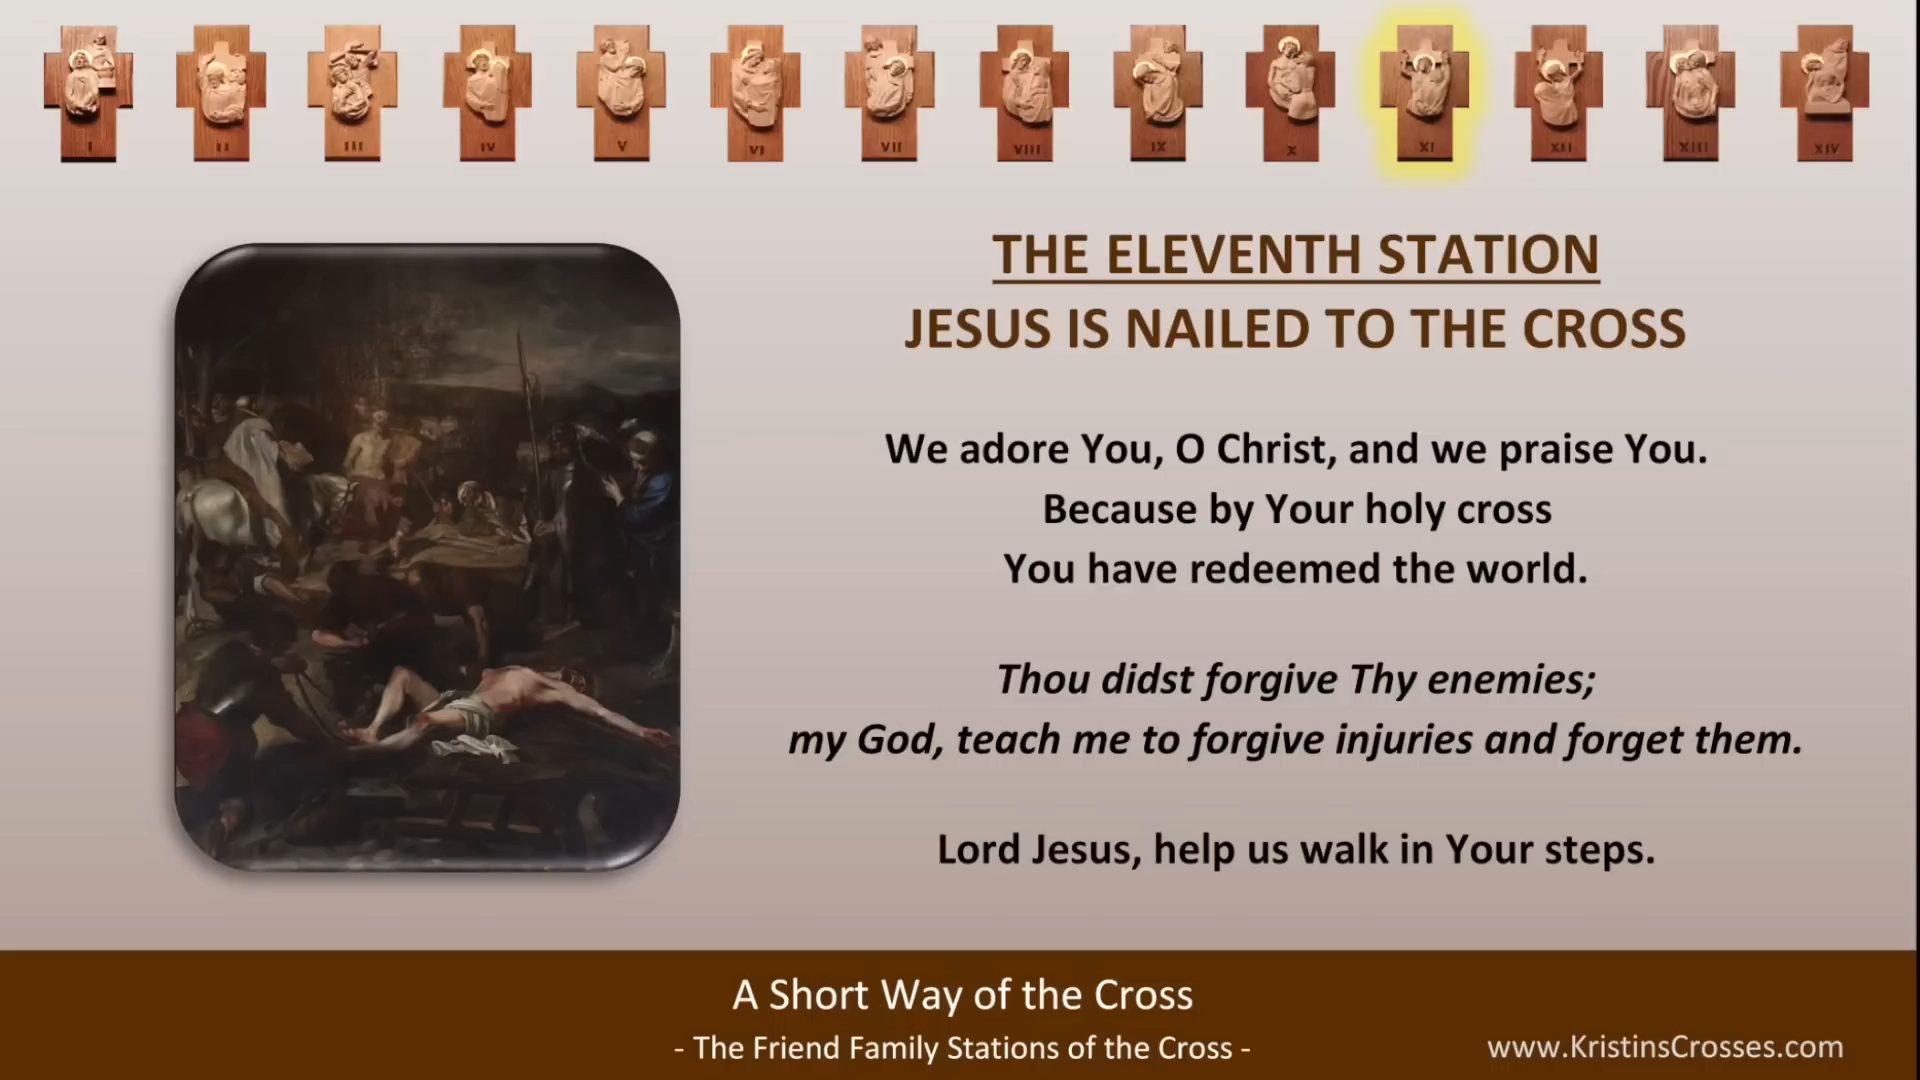 I II III IV V VI VII VIII IX X XI XII XIII XIV
THE ELEVENTH STATION
JESUS IS NAILED TO THE CROSS
We adore You, O Christ, and we praise You.
Because by Your holy cross
You have redeemed the world.
Thou didst forgive Thy enemies;
my God, teach me to forgive injuries and forget them.
Lord Jesus, help us walk in Your steps.
A Short Way of the Cross
- The Friend Family Stations of the Cross -
www.KristinsCrosses.com